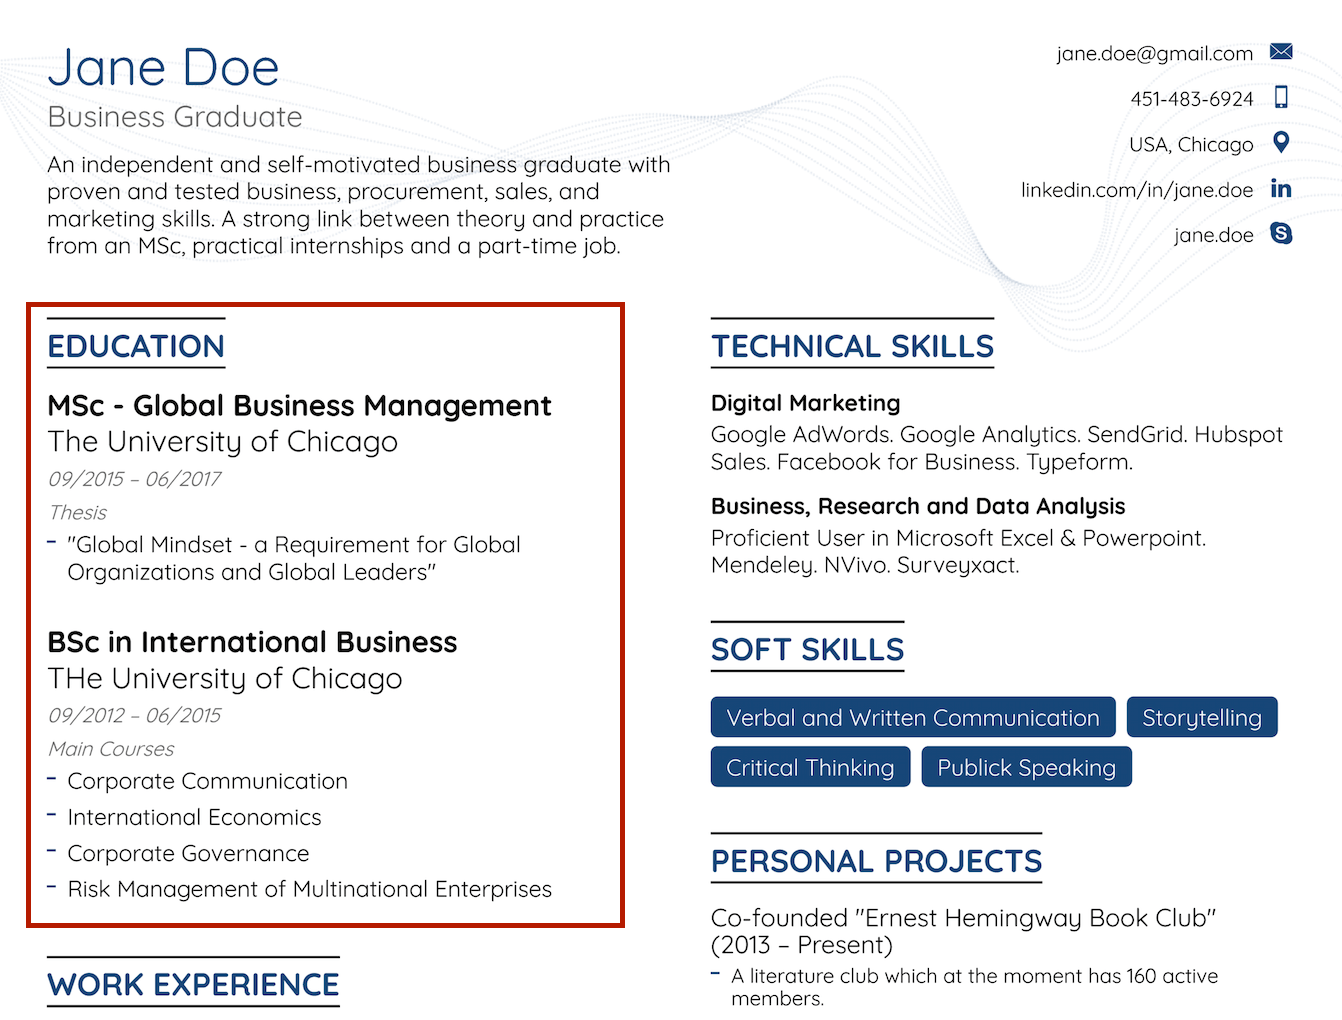 Jane Doe
Business Graduate
An independent and self-motivated business graduate with
proven and tested business, procurement, sales, and
marketing skills. A strong link between theory and practice
from an MSc, practical internships and a part-time job.
jane.doe@gmail.com
451-483-6924
USA, Chicago
linkedin.com/in/jane.doe
jane.doe
EDUCATION
MSc - Global Business Management
The University of Chicago
09/2015 – 06/2017
Thesis
- "Global Mindset - a Requirement for Global
Organizations and Global Leaders"
BSc in International Business
THe University of Chicago
09/2012 – 06/2015
Main Courses
- Corporate Communication
- International Economics
- Corporate Governance
- Risk Management of Multinational Enterprises
WORK EXPERIENCE
TECHNICAL SKILLS
Digital Marketing
Google AdWords. Google Analytics. SendGrid. Hubspot
Sales. Facebook for Business. Typeform.
Business, Research and Data Analysis
Proficient User in Microsoft Excel & Powerpoint.
Mendeley. NVivo. Surveyxact.
SOFT SKILLS
Verbal and Written Communication
Storytelling
Critical Thinking
Publick Speaking
PERSONAL PROJECTS
Co-founded "Ernest Hemingway Book Club"
(2013 – Present)
- A literature club which at the moment has 160 active
members.